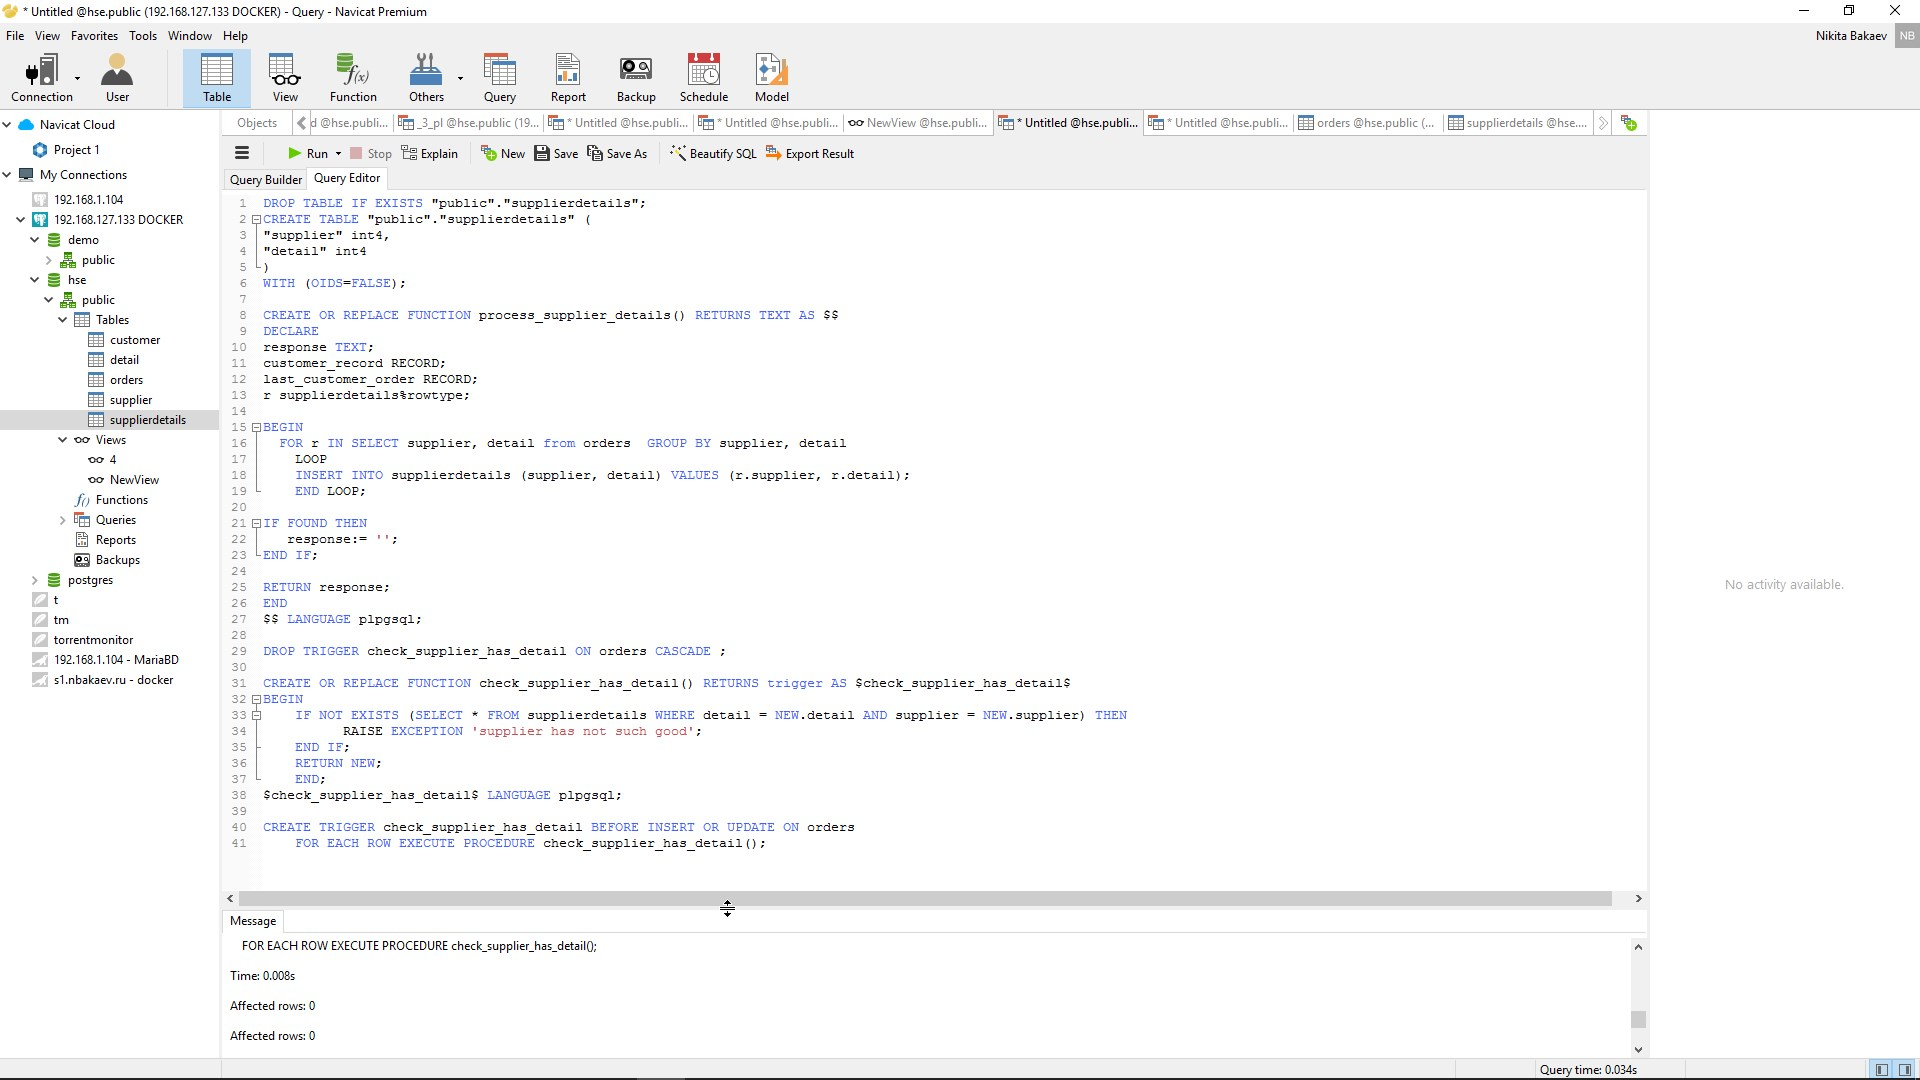 * Untitled @hse.public (192.168.127.133 DOCKER) - Query - Navicat Premium
File View Favorites Tools Window Help
Nikita Bakaev NB
Connection User Table View Function Others Query Report Backup Schedule Model
Navicat Cloud
Project 1
My Connections
192.168.1.104
192.168.127.133 DOCKER
demo
public
hse
public
Tables
customer
detail
orders
supplier
supplierdetails
Views
4
NewView
Functions
Queries
Reports
Backups
postgres
t
tm
torrentmonitor
192.168.1.104 - MariaBD
s1.nbakaev.ru - docker
Objects d @hse.publi... _3_pl @hse.public (19... * Untitled @hse.publi... * Untitled @hse.publi... NewView @hse.publi... * Untitled @hse.publi... * Untitled @hse.publi... orders @hse.public (... supplierdetails @hse....
Run Stop Explain New Save Save As Beautify SQL Export Result
Query Builder Query Editor
1 DROP TABLE IF EXISTS "public"."supplierdetails";
2 CREATE TABLE "public"."supplierdetails" (
3 "supplier" int4,
4 "detail" int4
5 )
6 WITH (OIDS=FALSE);
7
8 CREATE OR REPLACE FUNCTION process_supplier_details() RETURNS TEXT AS $$
9 DECLARE
10 response TEXT;
11 customer_record RECORD;
12 last_customer_order RECORD;
13 r supplierdetails%rowtype;
14
15 BEGIN
16 FOR r IN SELECT supplier, detail from orders GROUP BY supplier, detail
17 LOOP
18 INSERT INTO supplierdetails (supplier, detail) VALUES (r.supplier, r.detail);
19 END LOOP;
20
21 IF FOUND THEN
22 response:= '';
23 END IF;
24
25 RETURN response;
26 END
27 $$ LANGUAGE plpgsql;
28
29 DROP TRIGGER check_supplier_has_detail ON orders CASCADE ;
30
31 CREATE OR REPLACE FUNCTION check_supplier_has_detail() RETURNS trigger AS $check_supplier_has_detail$
32 BEGIN
33 IF NOT EXISTS (SELECT * FROM supplierdetails WHERE detail = NEW.detail AND supplier = NEW.supplier) THEN
34 RAISE EXCEPTION 'supplier has not such good';
35 END IF;
36 RETURN NEW;
37 END;
38 $check_supplier_has_detail$ LANGUAGE plpgsql;
39
40 CREATE TRIGGER check_supplier_has_detail BEFORE INSERT OR UPDATE ON orders
41 FOR EACH ROW EXECUTE PROCEDURE check_supplier_has_detail();
Message
FOR EACH ROW EXECUTE PROCEDURE check_supplier_has_detail();
Time: 0.008s
Affected rows: 0
Affected rows: 0
No activity available.
Query time: 0.034s